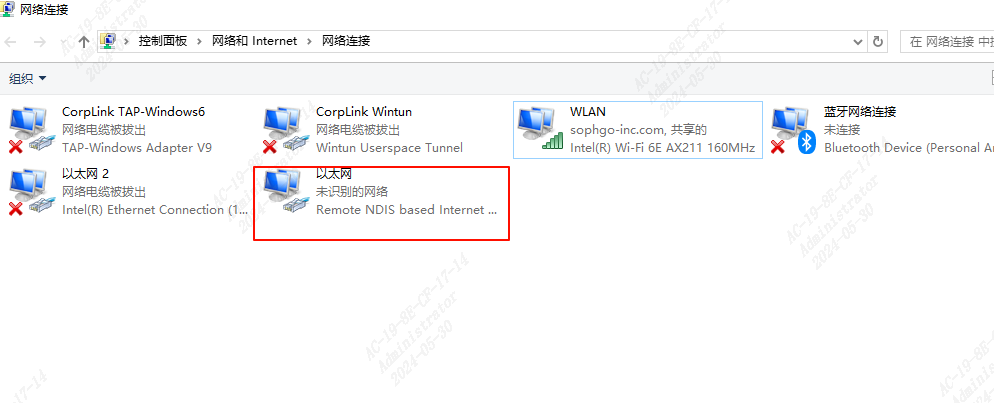 网络连接
控制面板 › 网络和 Internet › 网络连接
在 网络连接 中
组织
CorpLink TAP-Windows6
网络电缆被拔出
TAP-Windows Adapter V9
CorpLink Wintun
网络电缆被拔出
Wintun Userspace Tunnel
WLAN
sophgo-inc.com, 共享的
Intel(R) Wi-Fi 6E AX211 160MHz
蓝牙网络连接
未连接
Bluetooth Device (Personal Ar
以太网 2
网络电缆被拔出
Intel(R) Ethernet Connection (1...
以太网
未识别的网络
Remote NDIS based Internet ...
AC-19-8E-CF-17-14
Administrator
2024-05-30